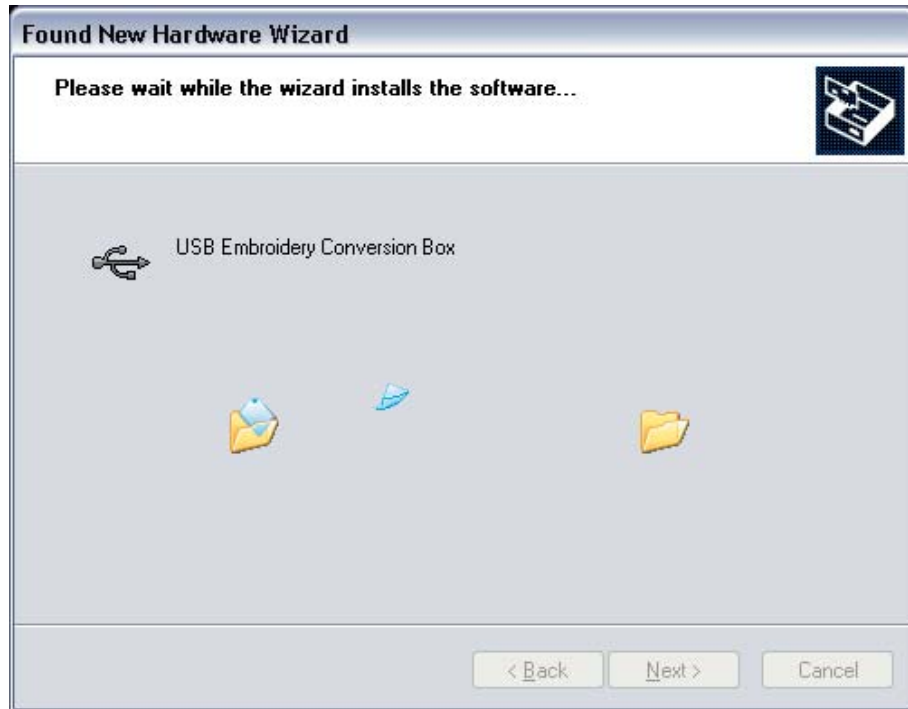 Found New Hardware Wizard
Please wait while the wizard installs the software...
USB Embroidery Conversion Box
< Back
Next >
Cancel